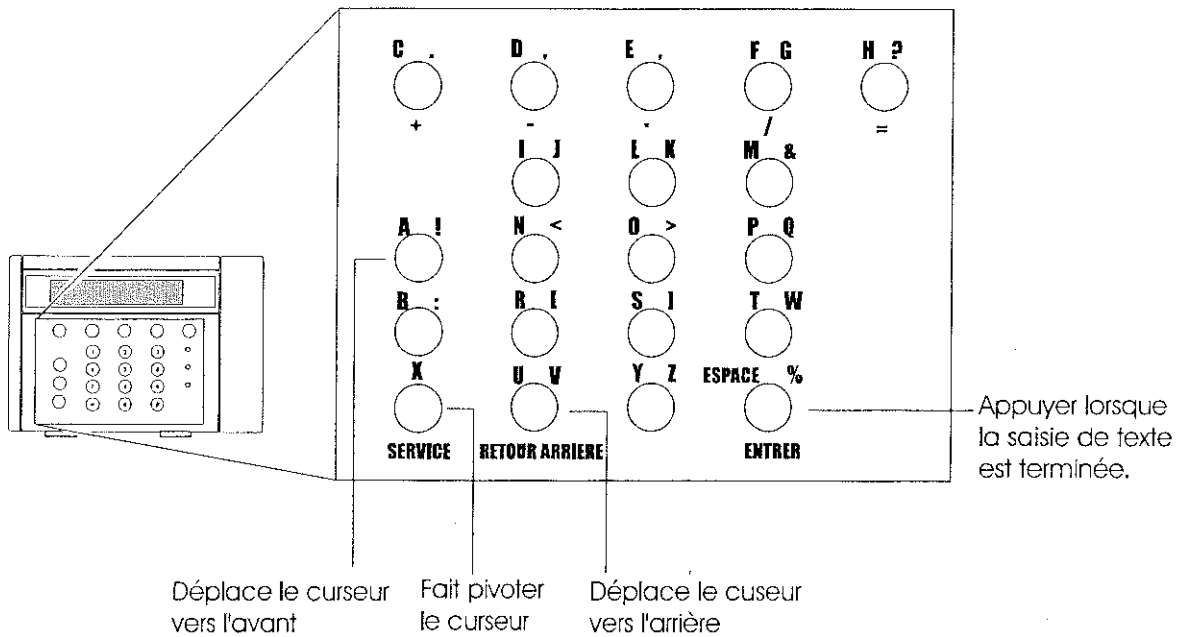 C . D , E , F G H ?
+ - · / =
I J L K M &
A ! N < O > P Q
B : R [ S ] T W
X U V Y Z ESPACE %
SERVICE RETOUR ARRIERE ENTRER
Appuyer lorsque
la saisie de texte
est terminée.
Déplace le curseur
vers l'avant
Fait pivoter
le curseur
Déplace le cuseur
vers l'arrière